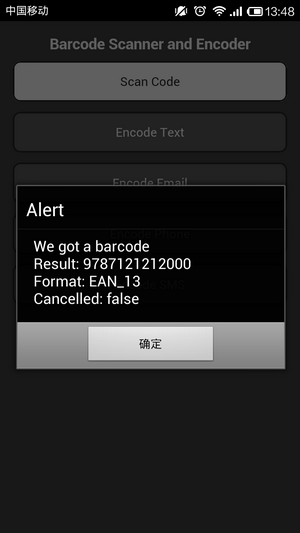 中国移动 13:48
Barcode Scanner and Encoder
Scan Code
Encode Text
Encode Email
Alert
We got a barcode
Result: 9787121212000
Format: EAN_13
Cancelled: false
确定